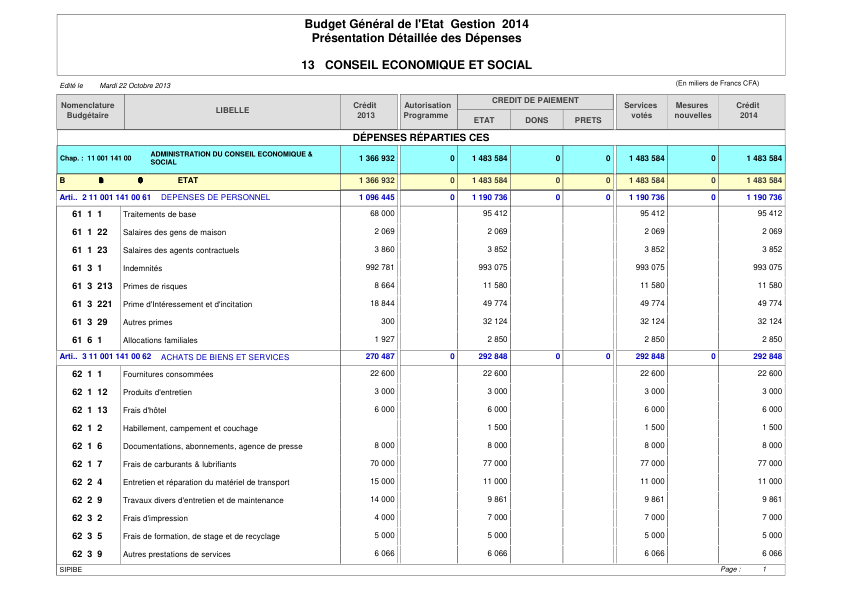 Budget Général de l'Etat  Gestion  2014
Présentation Détaillée des Dépenses
13   CONSEIL ECONOMIQUE ET SOCIAL
Edité le     Mardi 22 Octobre 2013     (En miliers de Francs CFA)
Nomenclature Budgétaire | LIBELLE | Crédit 2013 | Autorisation Programme | CREDIT DE PAIEMENT | Services votés | Mesures nouvelles | Crédit 2014
ETAT | DONS | PRETS
DÉPENSES RÉPARTIES CES
Chap. :  11 001 141 00 ADMINISTRATION DU CONSEIL ECONOMIQUE & SOCIAL 1 366 932 0 1 483 584 0 0 1 483 584 0 1 483 584
B ETAT 1 366 932 0 1 483 584 0 0 1 483 584 0 1 483 584
Arti..  2 11 001 141 00 61 DEPENSES DE PERSONNEL 1 096 445 0 1 190 736 0 0 1 190 736 0 1 190 736
61 1 1 Traitements de base 68 000 95 412 95 412 95 412
61 1 22 Salaires des gens de maison 2 069 2 069 2 069 2 069
61 1 23 Salaires des agents contractuels 3 860 3 852 3 852 3 852
61 3 1 Indemnités 992 781 993 075 993 075 993 075
61 3 213 Primes de risques 8 664 11 580 11 580 11 580
61 3 221 Prime d'Intéressement et d'incitation 18 844 49 774 49 774 49 774
61 3 29 Autres primes 300 32 124 32 124 32 124
61 6 1 Allocations familiales 1 927 2 850 2 850 2 850
Arti..  3 11 001 141 00 62 ACHATS DE BIENS ET SERVICES 270 487 0 292 848 0 0 292 848 0 292 848
62 1 1 Fournitures consommées 22 600 22 600 22 600 22 600
62 1 12 Produits d'entretien 3 000 3 000 3 000 3 000
62 1 13 Frais d'hôtel 6 000 6 000 6 000 6 000
62 1 2 Habillement, campement et couchage 1 500 1 500 1 500
62 1 6 Documentations, abonnements, agence de presse 8 000 8 000 8 000 8 000
62 1 7 Frais de carburants & lubrifiants 70 000 77 000 77 000 77 000
62 2 4 Entretien et réparation du matériel de transport 15 000 11 000 11 000 11 000
62 2 9 Travaux divers d'entretien et de maintenance 14 000 9 861 9 861 9 861
62 3 2 Frais d'impression 4 000 7 000 7 000 7 000
62 3 5 Frais de formation, de stage et de recyclage 5 000 5 000 5 000 5 000
62 3 9 Autres prestations de services 6 066 6 066 6 066 6 066
SIPIBE     Page :     1